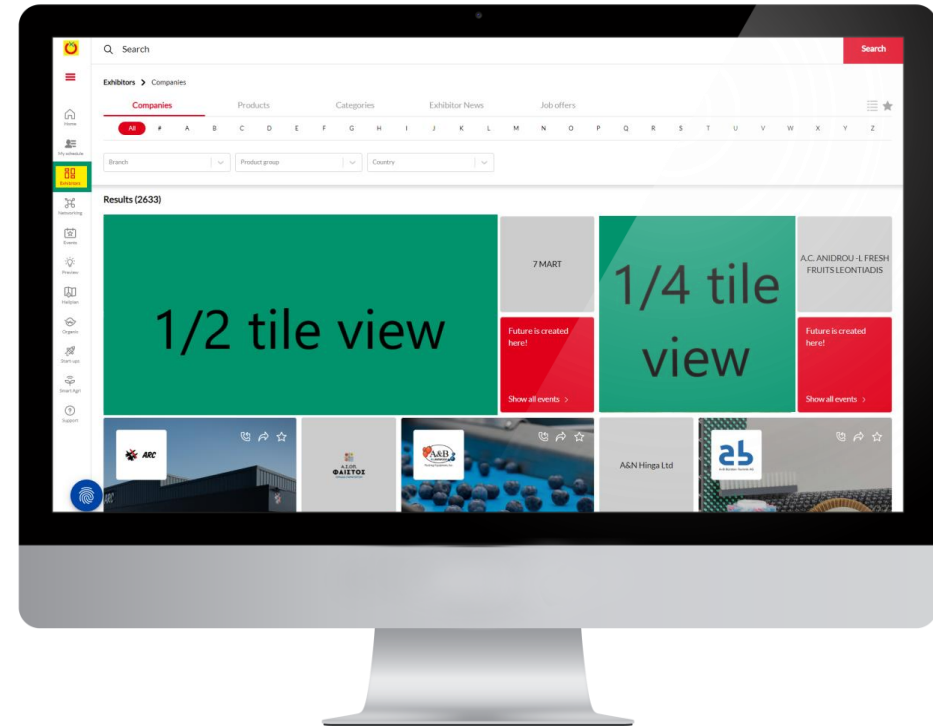 Search
Search
Exhibitors > Companies
Companies Products Categories Exhibitor News Job offers
All # A B C D E F G H I J K L M N O P Q R S T U V W X Y Z
Branch Product group Country
Home
My schedule
Exhibitors
Networking
Events
Preview
Hallplan
Organic
Start-ups
Smart Agri
Support
Results (2633)
1/2 tile view
7 MART
Future is created
here!
Show all events >
1/4 tile
view
A.C. ANIDROU -L FRESH
FRUITS LEONTIADIS
Future is created
here!
Show all events >
ARC
ARC
Α.Σ.ΟΠ.
ΦΑΙΣΤΟΣ
A&B
A&N Hinga Ltd
ab